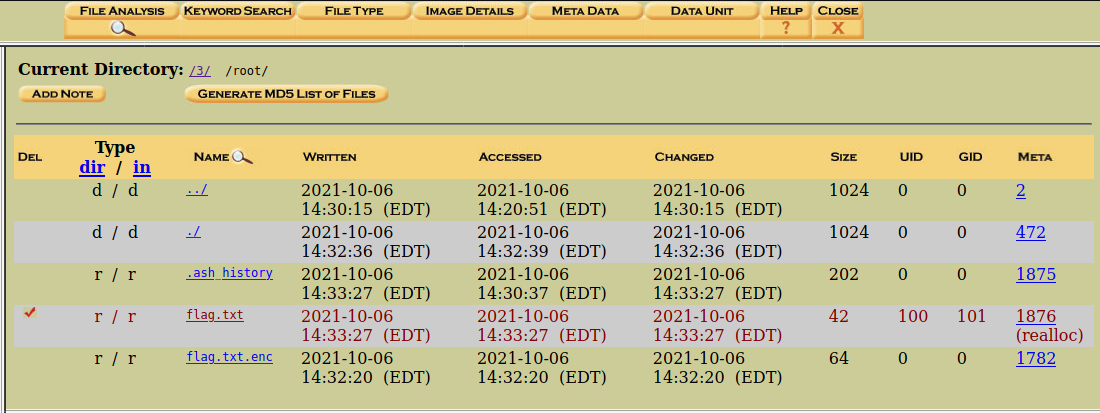 FILE ANALYSIS KEYWORD SEARCH FILE TYPE IMAGE DETAILS META DATA DATA UNIT HELP CLOSE
? X
Current Directory: /3/ /root/
ADD NOTE GENERATE MD5 LIST OF FILES
DEL Type dir / in NAME WRITTEN ACCESSED CHANGED SIZE UID GID META
d / d ../ 2021-10-06 14:30:15 (EDT) 2021-10-06 14:20:51 (EDT) 2021-10-06 14:30:15 (EDT) 1024 0 0 2
d / d ./ 2021-10-06 14:32:36 (EDT) 2021-10-06 14:32:39 (EDT) 2021-10-06 14:32:36 (EDT) 1024 0 0 472
r / r .ash_history 2021-10-06 14:33:27 (EDT) 2021-10-06 14:30:37 (EDT) 2021-10-06 14:33:27 (EDT) 202 0 0 1875
r / r flag.txt 2021-10-06 14:33:27 (EDT) 2021-10-06 14:33:27 (EDT) 2021-10-06 14:33:27 (EDT) 42 100 101 1876 (realloc)
r / r flag.txt.enc 2021-10-06 14:32:20 (EDT) 2021-10-06 14:32:20 (EDT) 2021-10-06 14:32:20 (EDT) 64 0 0 1782